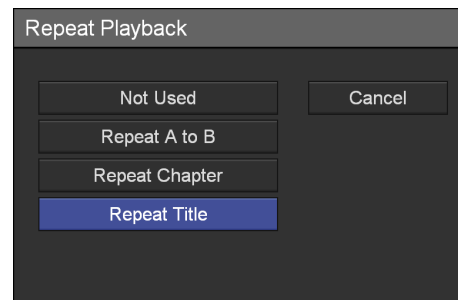 Repeat Playback
Not Used
Cancel
Repeat A to B
Repeat Chapter
Repeat Title